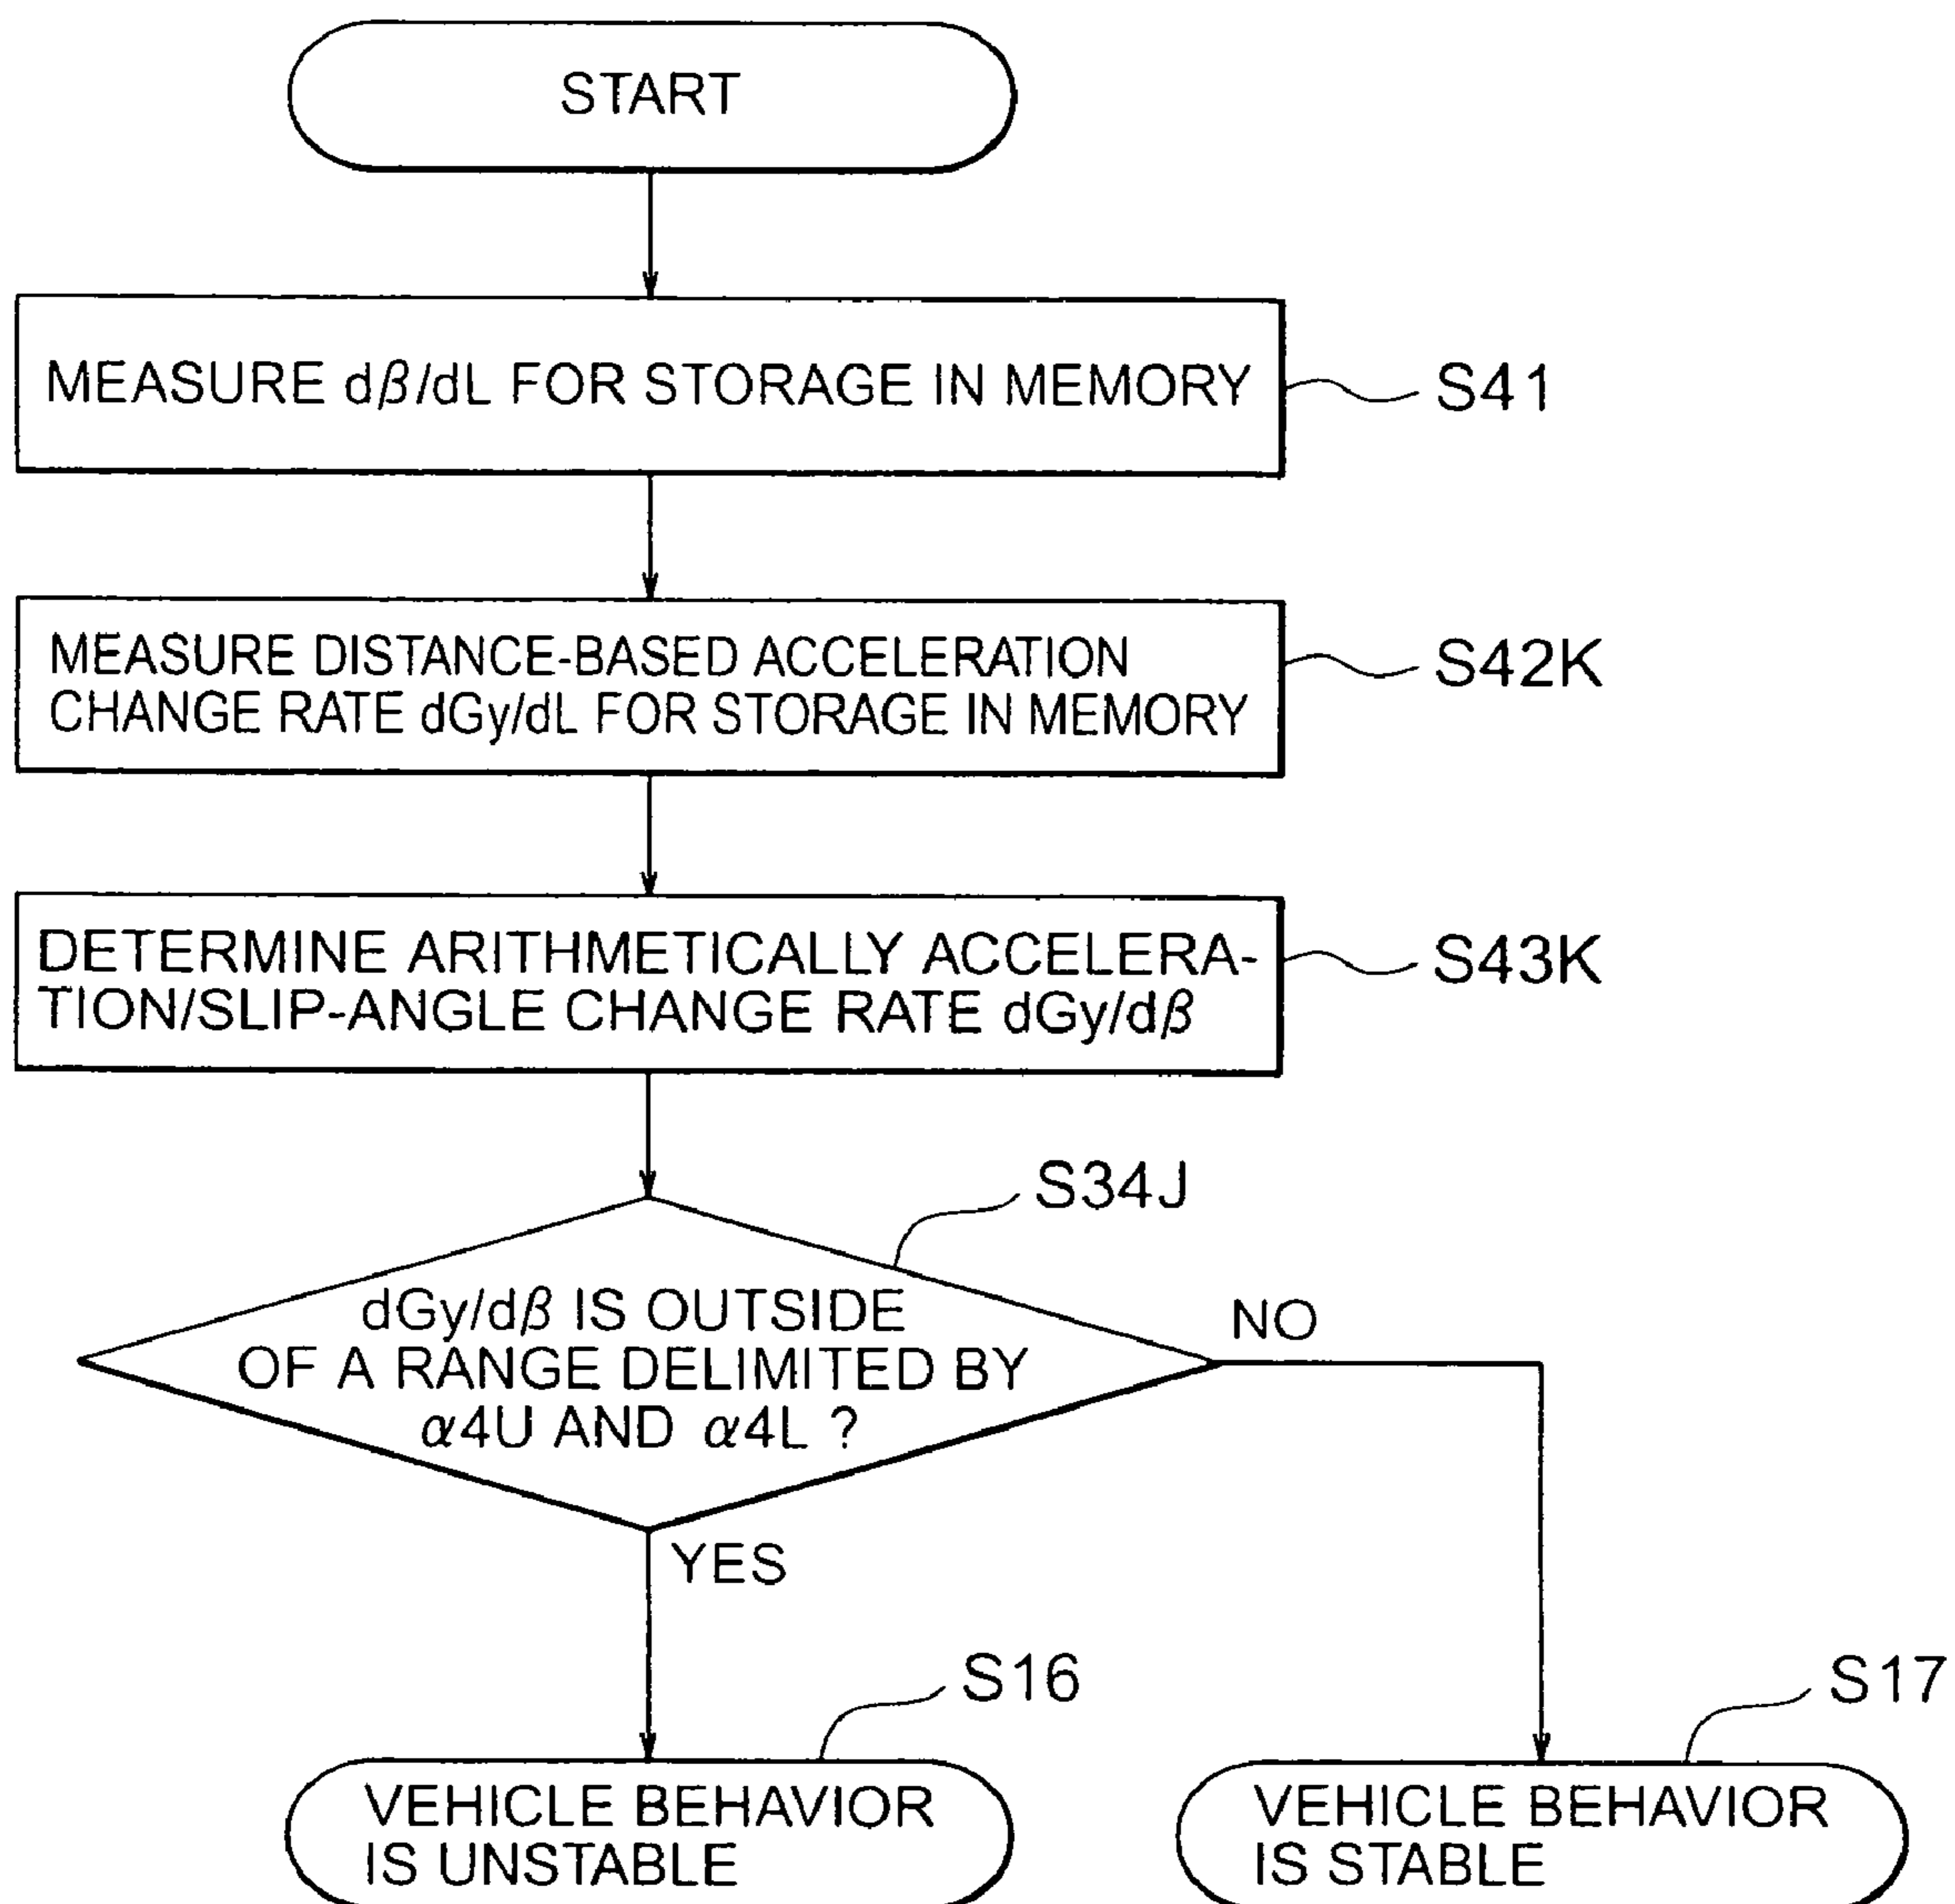 START
MEASURE dβ/dL FOR STORAGE IN MEMORY
S41
MEASURE DISTANCE-BASED ACCELERATION
CHANGE RATE dGy/dL FOR STORAGE IN MEMORY
S42K
DETERMINE ARITHMETICALLY ACCELERA-
TION/SLIP-ANGLE CHANGE RATE dGy/dβ
S43K
S34J
dGy/dβ IS OUTSIDE
OF A RANGE DELIMITED BY
α4U AND α4L ?
NO
YES
S16
S17
VEHICLE BEHAVIOR
IS UNSTABLE
VEHICLE BEHAVIOR
IS STABLE